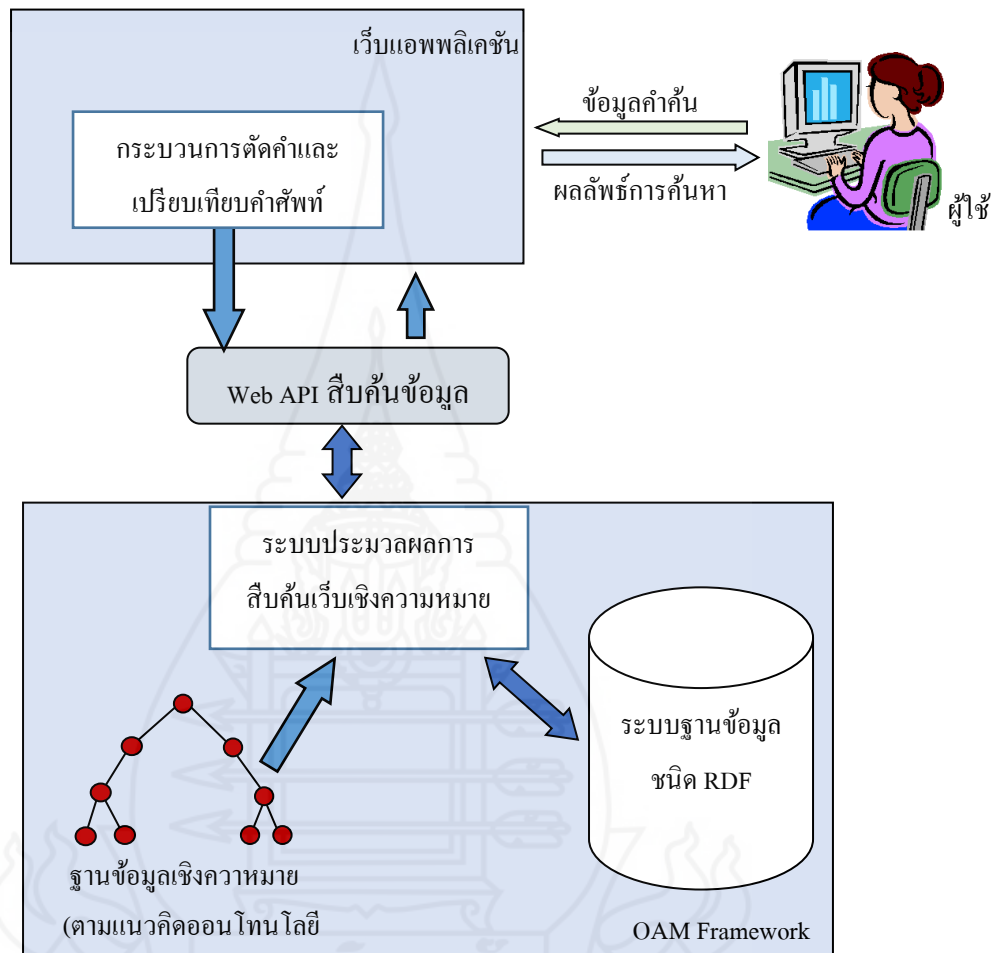 เว็บแอพพลิเคชัน
ข้อมูลคำค้น
กระบวนการตัดคำและ
เปรียบเทียบคำศัพท์
ผลลัพธ์การค้นหา
ผู้ใช้
Web API สืบค้นข้อมูล
ระบบประมวลผลการ
สืบค้นเว็บเชิงความหมาย
ระบบฐานข้อมูล
ชนิด RDF
ฐานข้อมูลเชิงควาหมาย
(ตามแนวคิดออนโทนโลยี
OAM Framework